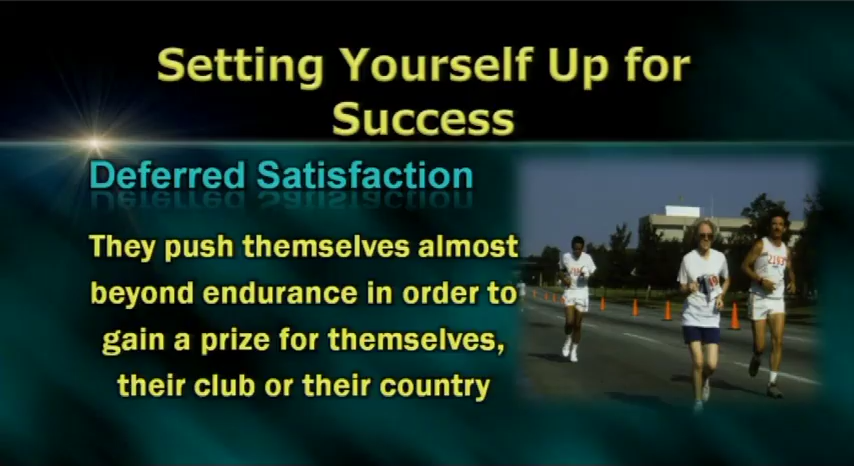 Setting Yourself Up for
Success
Deferred Satisfaction
They push themselves almost
beyond endurance in order to
gain a prize for themselves,
their club or their country